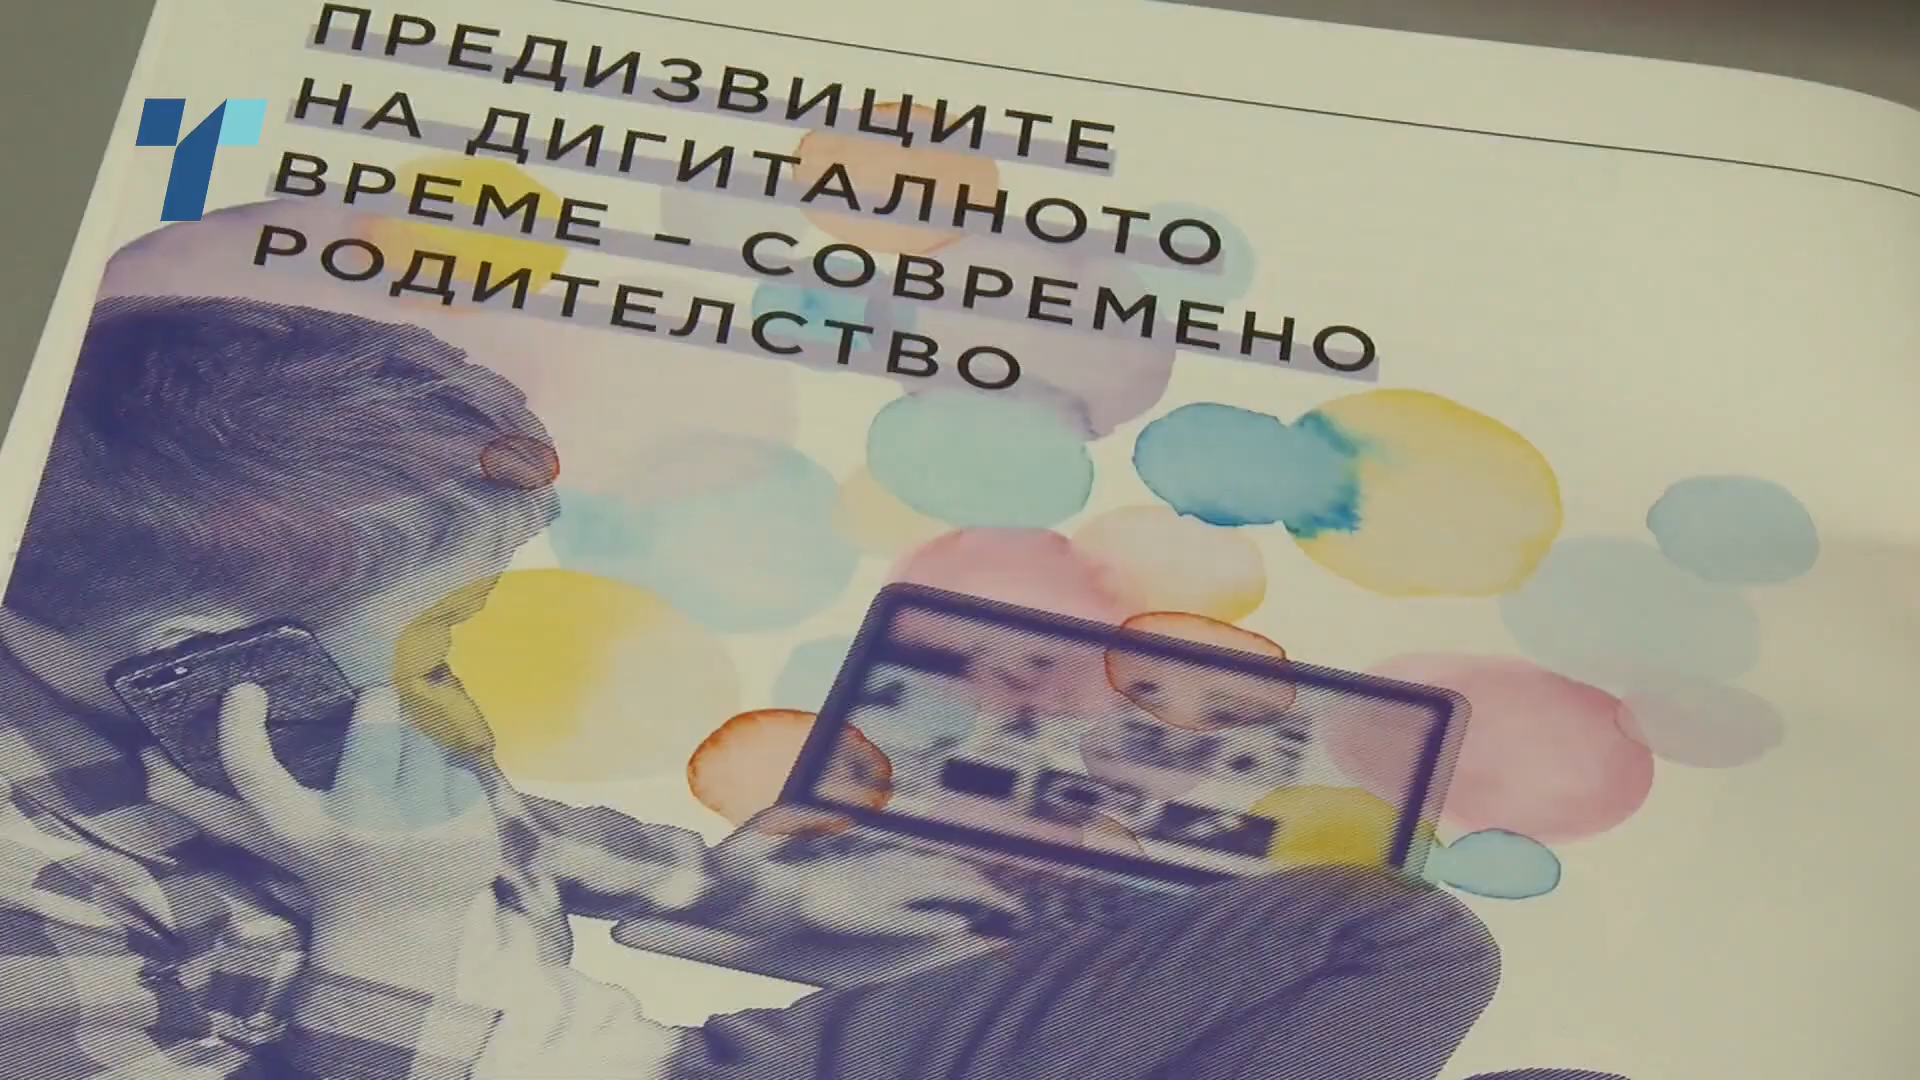 ПРЕДИЗВИЦИТЕ
НА ДИГИТАЛНОТО
ВРЕМЕ – СОВРЕМЕНО
РОДИТЕЛСТВО